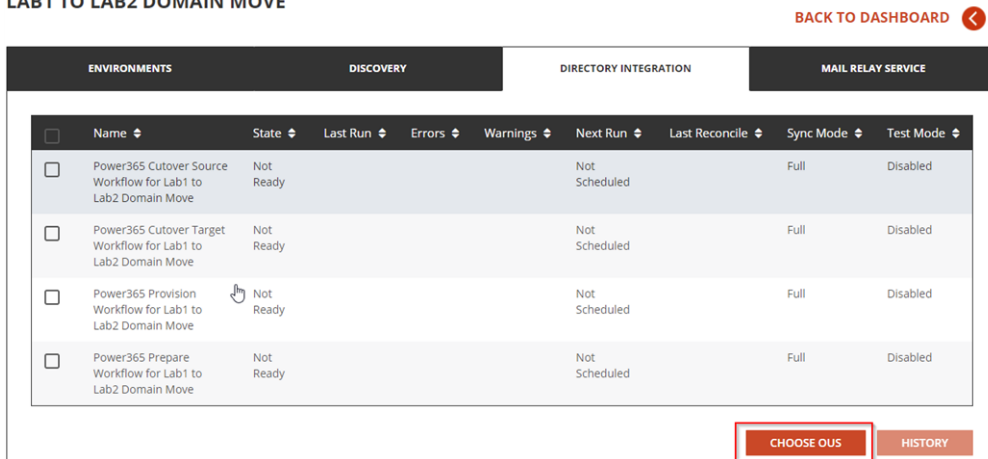 LAB1 TO LAB2 DOMAIN MOVE
BACK TO DASHBOARD
ENVIRONMENTS DISCOVERY DIRECTORY INTEGRATION MAIL RELAY SERVICE
Name State Last Run Errors Warnings Next Run Last Reconcile Sync Mode Test Mode
Power365 Cutover Source Not Not Full Disabled
Workflow for Lab1 to Ready Scheduled
Lab2 Domain Move
Power365 Cutover Target Not Not Full Disabled
Workflow for Lab1 to Ready Scheduled
Lab2 Domain Move
Power365 Provision Not Not Full Disabled
Workflow for Lab1 to Ready Scheduled
Lab2 Domain Move
Power365 Prepare Not Not Full Disabled
Workflow for Lab1 to Ready Scheduled
Lab2 Domain Move
CHOOSE OUS HISTORY